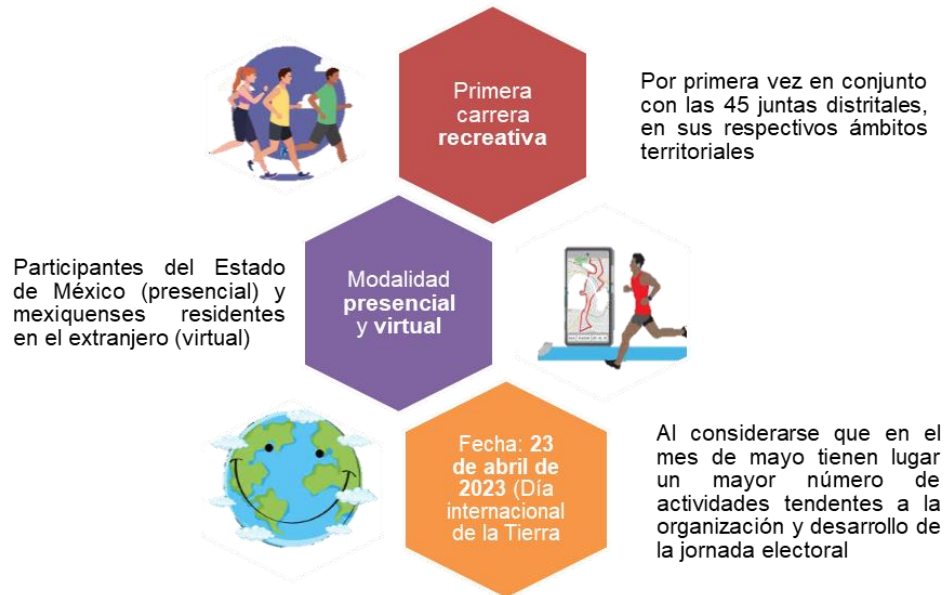 Primera
carrera
recreativa
Por primera vez en conjunto
con las 45 juntas distritales,
en sus respectivos ámbitos
territoriales
Participantes del Estado
de México (presencial) y
mexiquenses residentes
en el extranjero (virtual)
Modalidad
presencial
y virtual
Fecha: 23
de abril de
2023 (Día
internacional
de la Tierra
Al considerarse que en el
mes de mayo tienen lugar
un mayor número de
actividades tendentes a la
organización y desarrollo de
la jornada electoral